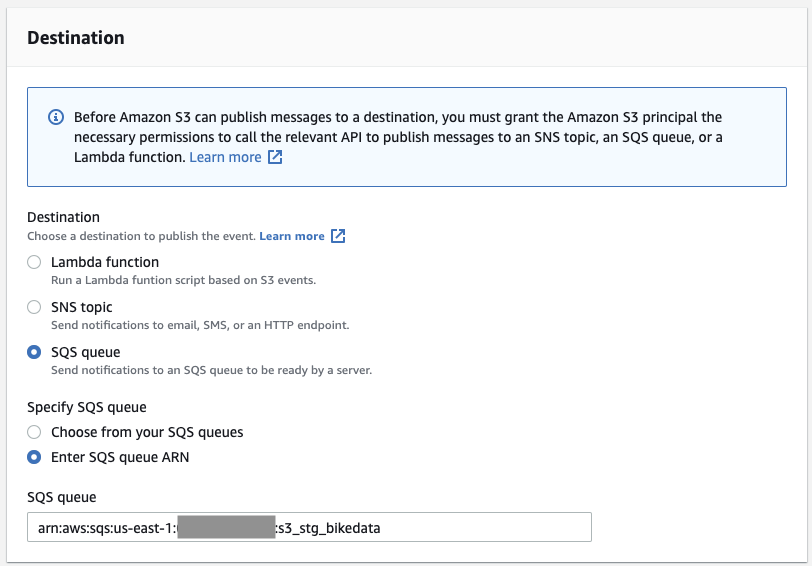 Destination
Before Amazon S3 can publish messages to a destination, you must grant the Amazon S3 principal the
necessary permissions to call the relevant API to publish messages to an SNS topic, an SQS queue, or a
Lambda function. Learn more
Destination
Choose a destination to publish the event. Learn more
Lambda function
Run a Lambda funtion script based on S3 events.
SNS topic
Send notifications to email, SMS, or an HTTP endpoint.
SQS queue
Send notifications to an SQS queue to be ready by a server.
Specify SQS queue
Choose from your SQS queues
Enter SQS queue ARN
SQS queue
arn:aws:sqs:us-east-1: :s3_stg_bikedata